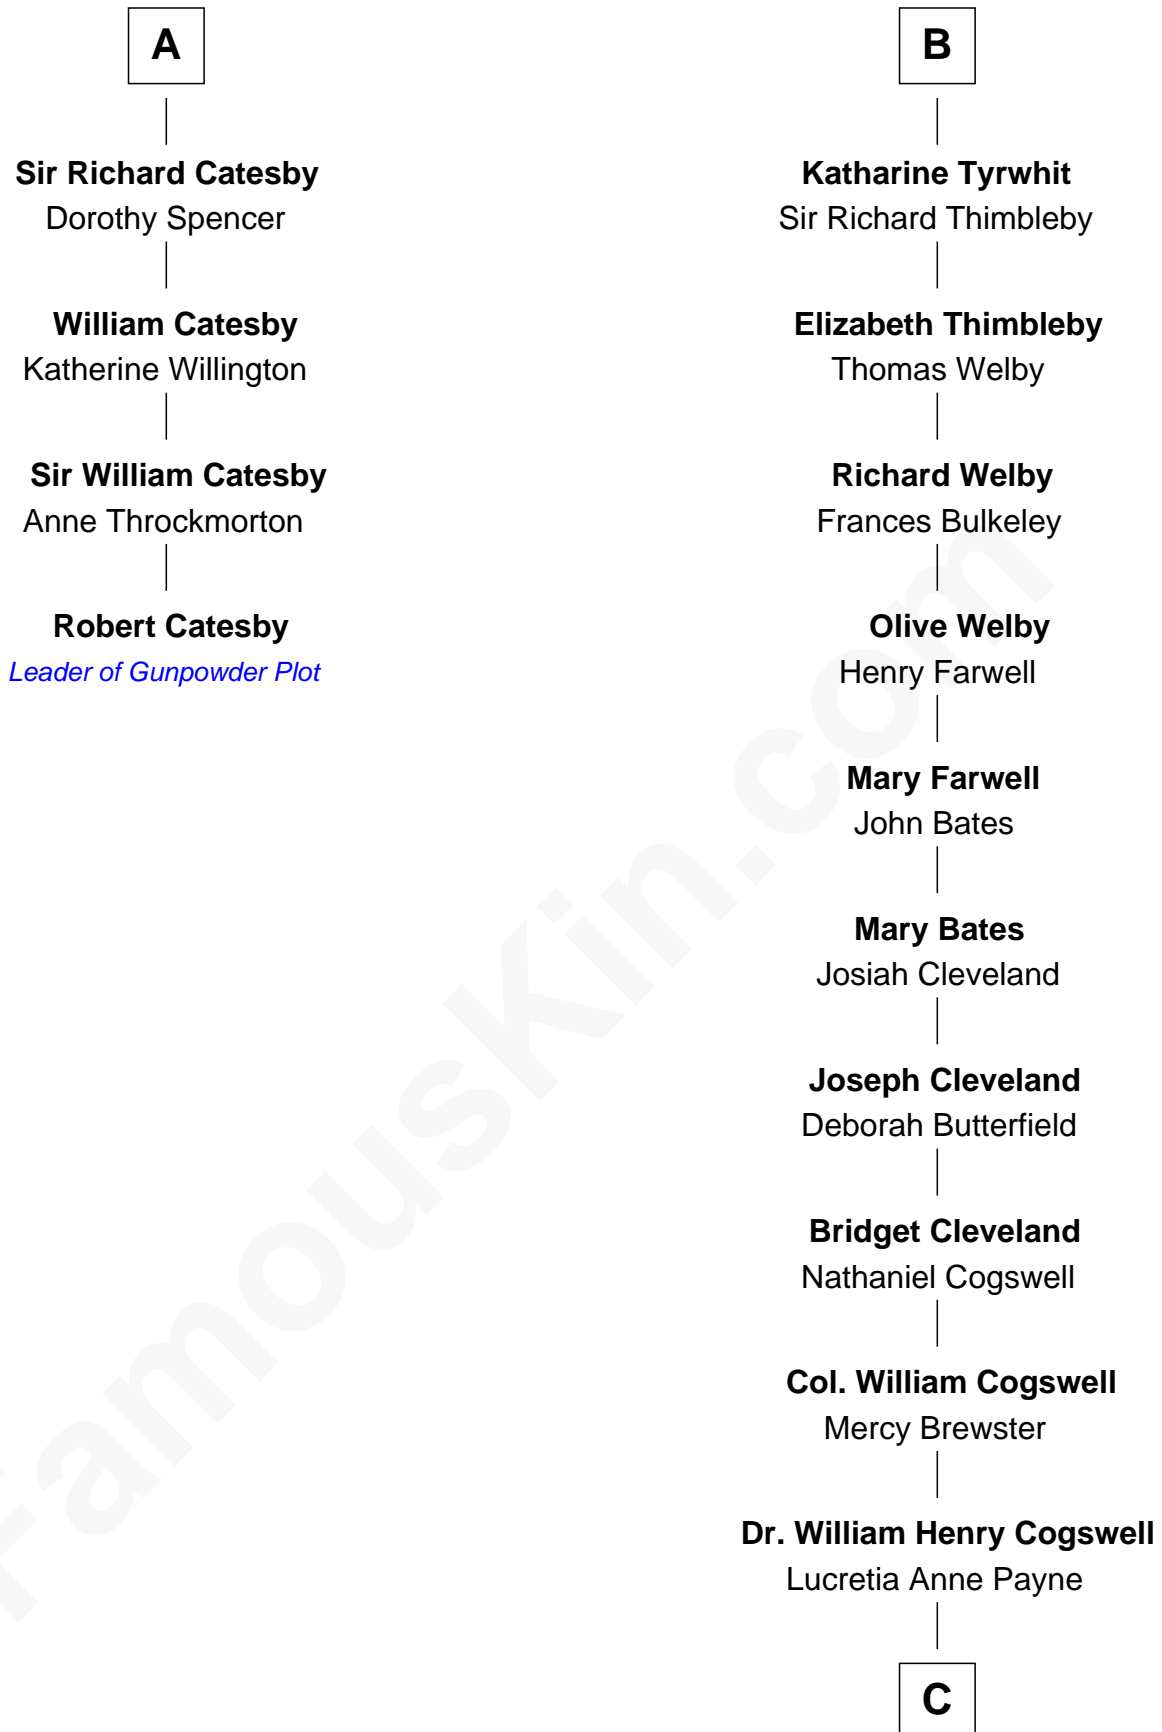 A
Sir Richard Catesby
Dorothy Spencer
William Catesby
Katherine Willington
Sir William Catesby
Anne Throckmorton
Robert Catesby
Leader of Gunpowder Plot
B
Katharine Tyrwhit
Sir Richard Thimbleby
Elizabeth Thimbleby
Thomas Welby
Richard Welby
Frances Bulkeley
Olive Welby
Henry Farwell
Mary Farwell
John Bates
Mary Bates
Josiah Cleveland
Joseph Cleveland
Deborah Butterfield
Bridget Cleveland
Nathaniel Cogswell
Col. William Cogswell
Mercy Brewster
Dr. William Henry Cogswell
Lucretia Anne Payne
C
FamousKin.com